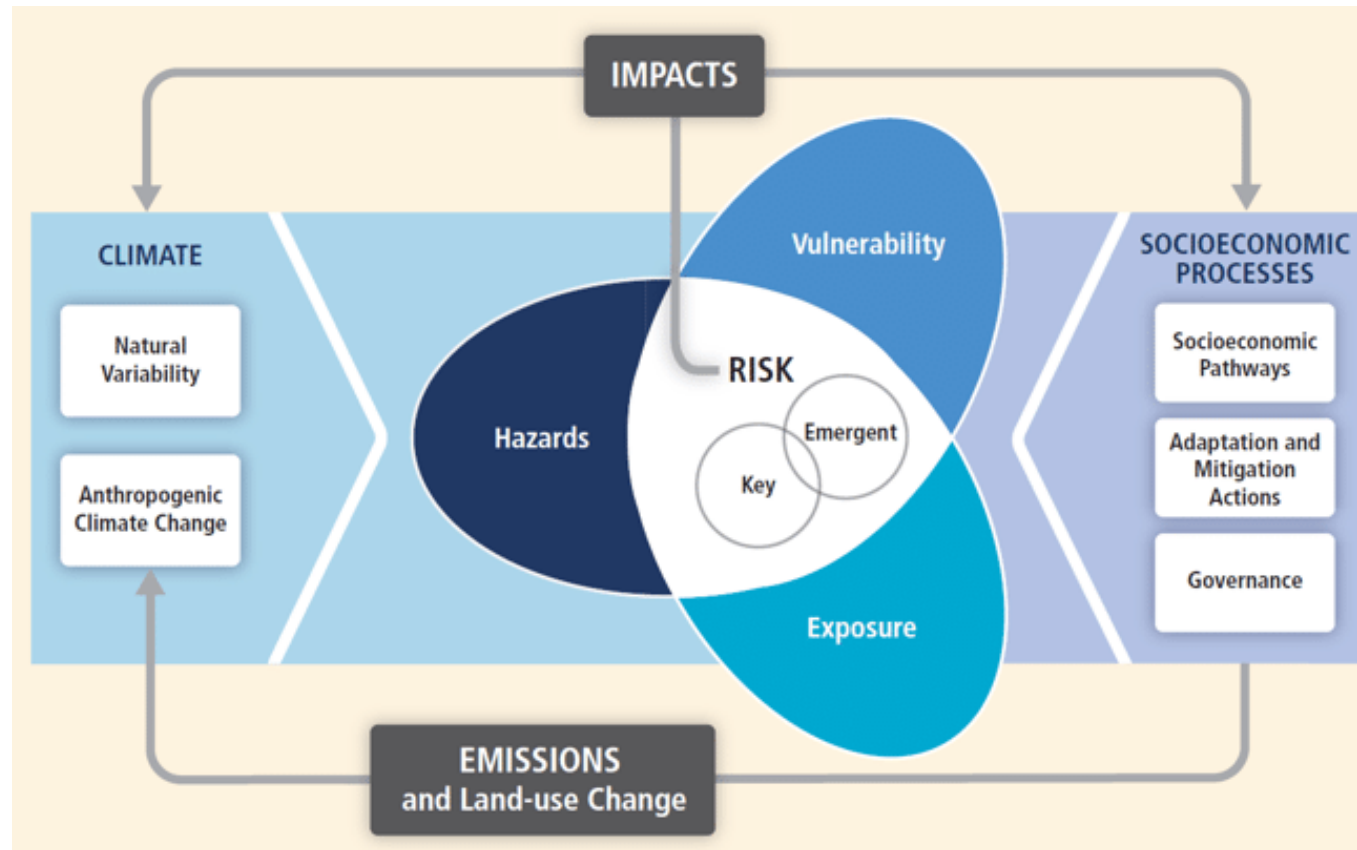 IMPACTS
CLIMATE
Natural
Variability
Anthropogenic
Climate Change
Vulnerability
Hazards
RISK
Emergent
Key
Exposure
SOCIOECONOMIC
PROCESSES
Socioeconomic
Pathways
Adaptation and
Mitigation
Actions
Governance
EMISSIONS
and Land-use Change